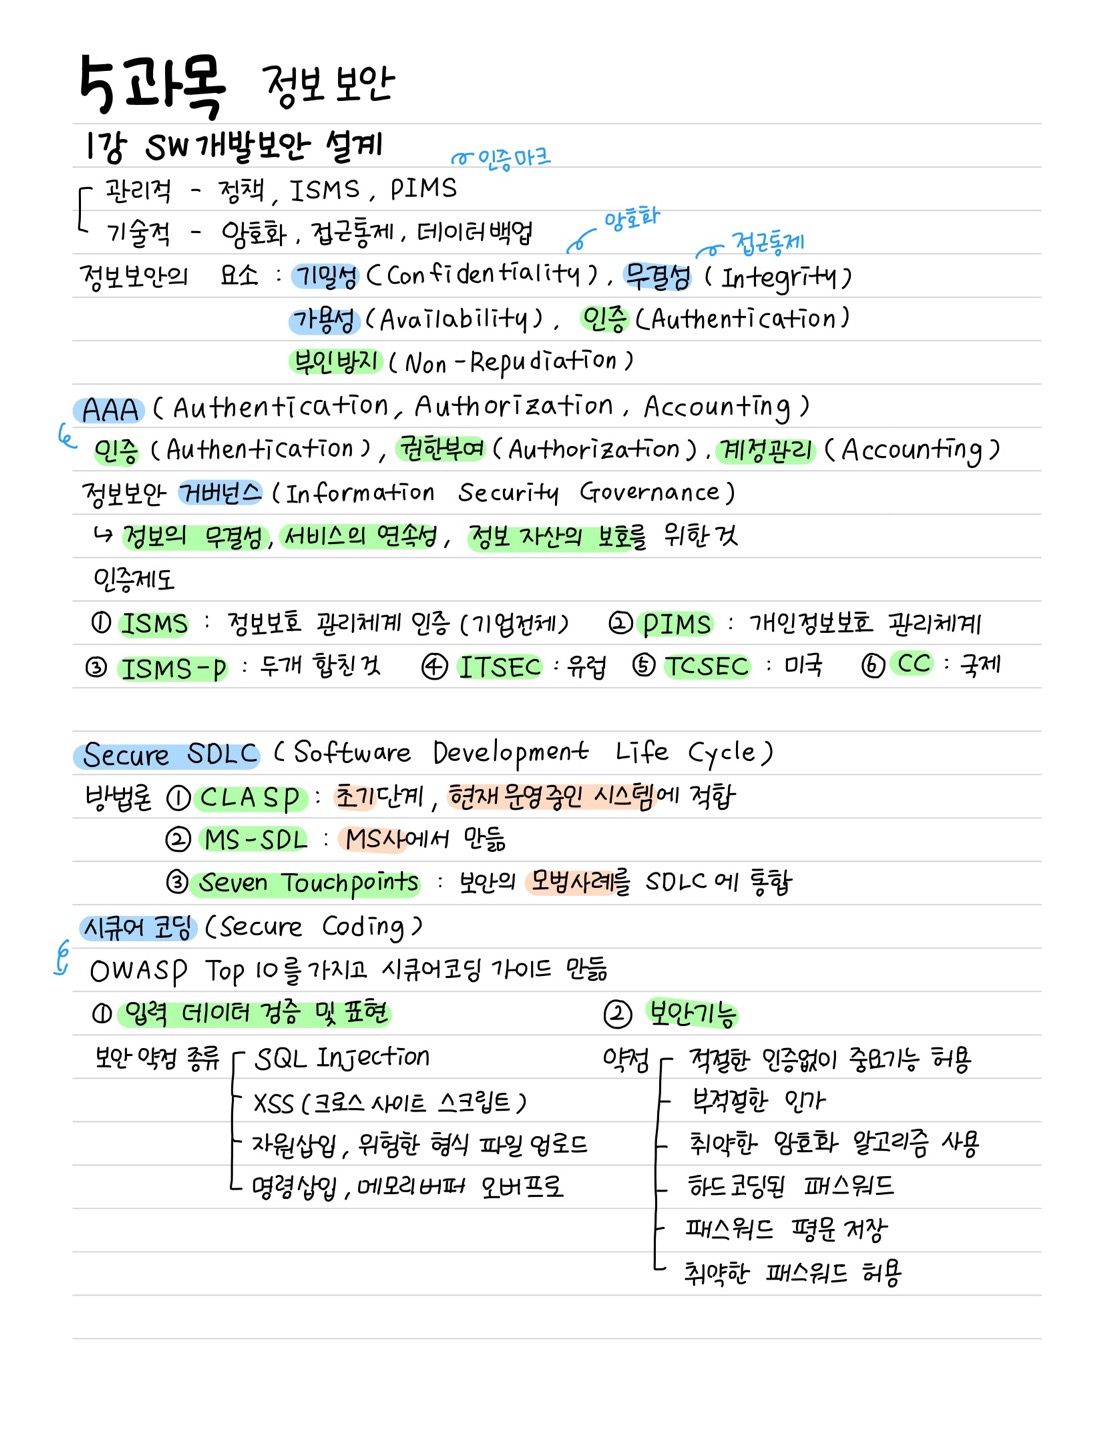 5과목 정보 보안
1강 SW개발보안 설계
인증마크
관리적 - 정책, ISMS, PIMS
기술적 - 암호화, 접근통제, 데이터백업
암호화
접근통제
정보보안의 요소 : 기밀성 (Confidentiality), 무결성 (Integrity)
가용성 (Availability), 인증 (Authentication)
부인방지 (Non-Repudiation)
AAA (Authentication, Authorization, Accounting)
인증 (Authentication), 권한부여 (Authorization), 계정관리 (Accounting)
정보보안 거버넌스 (Information Security Governance)
↳ 정보의 무결성, 서비스의 연속성, 정보 자산의 보호를 위한 것
인증제도
① ISMS : 정보보호 관리체계 인증 (기업전체) ② PIMS : 개인정보보호 관리체계
③ ISMS-P : 두개 합친것 ④ ITSEC : 유럽 ⑤ TCSEC : 미국 ⑥ CC : 국제
Secure SDLC (Software Development Life Cycle)
방법론 ① CLASP : 초기단계, 현재 운영중인 시스템에 적합
② MS-SDL : MS사에서 만듦
③ Seven Touchpoints : 보안의 모범사례를 SDLC에 통합
시큐어 코딩 (Secure Coding)
OWASP Top 10를 가지고 시큐어코딩 가이드 만듦
① 입력 데이터 검증 및 표현 ② 보안기능
보안 약점 종류 SQL Injection 약점 적절한 인증없이 중요기능 허용
XSS (크로스 사이트 스크립트) 부적절한 인가
자원삽입, 위험한 형식 파일 업로드 취약한 암호화 알고리즘 사용
명령삽입, 메모리버퍼 오버프로 하드코딩된 패스워드
패스워드 평문 저장
취약한 패스워드 허용